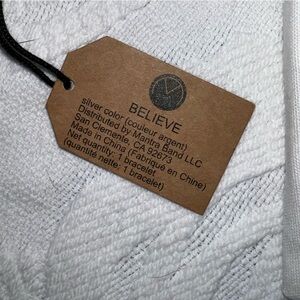 BELIEVE
silver color (couleur argent)
Distributed by Mantra Band LLC
San Clemente, CA 92673
Made in China (Fabriqué en Chine)
Net quantity: 1 bracelet
(quantité nette: 1 bracelet)